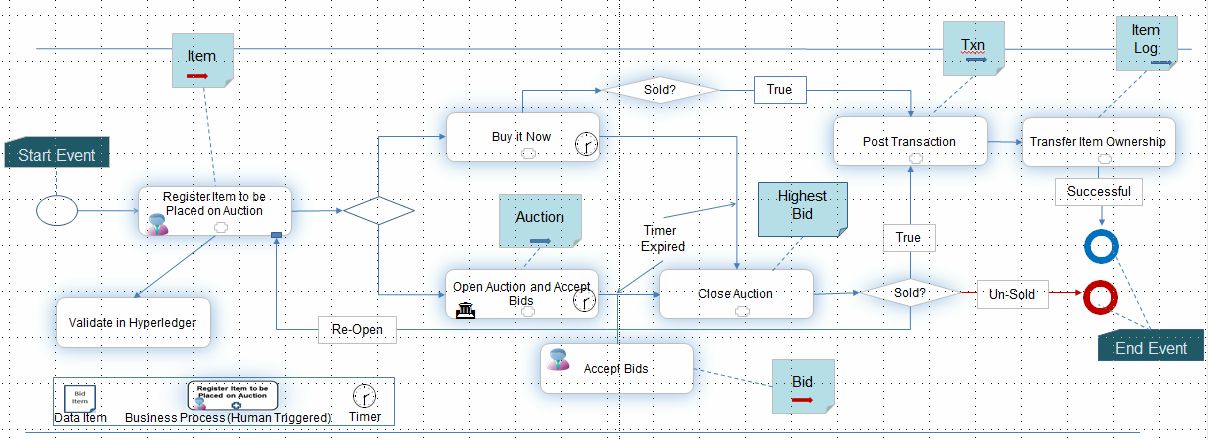 Item
Txn
Item
Log
Sold?
True
Start Event
Buy it Now
Post Transaction
Transfer Item Ownership
Register Item to be
Placed on Auction
Auction
Highest
Bid
Successful
Timer
Expired
True
Open Auction and Accept
Bids
Close Auction
Sold?
Un-Sold
Validate in Hyperledger
Re-Open
End Event
Accept Bids
Bid
Bid
Item
Register Item to be
Placed on Auction
Data Item
Business Process (Human Triggered)
Timer